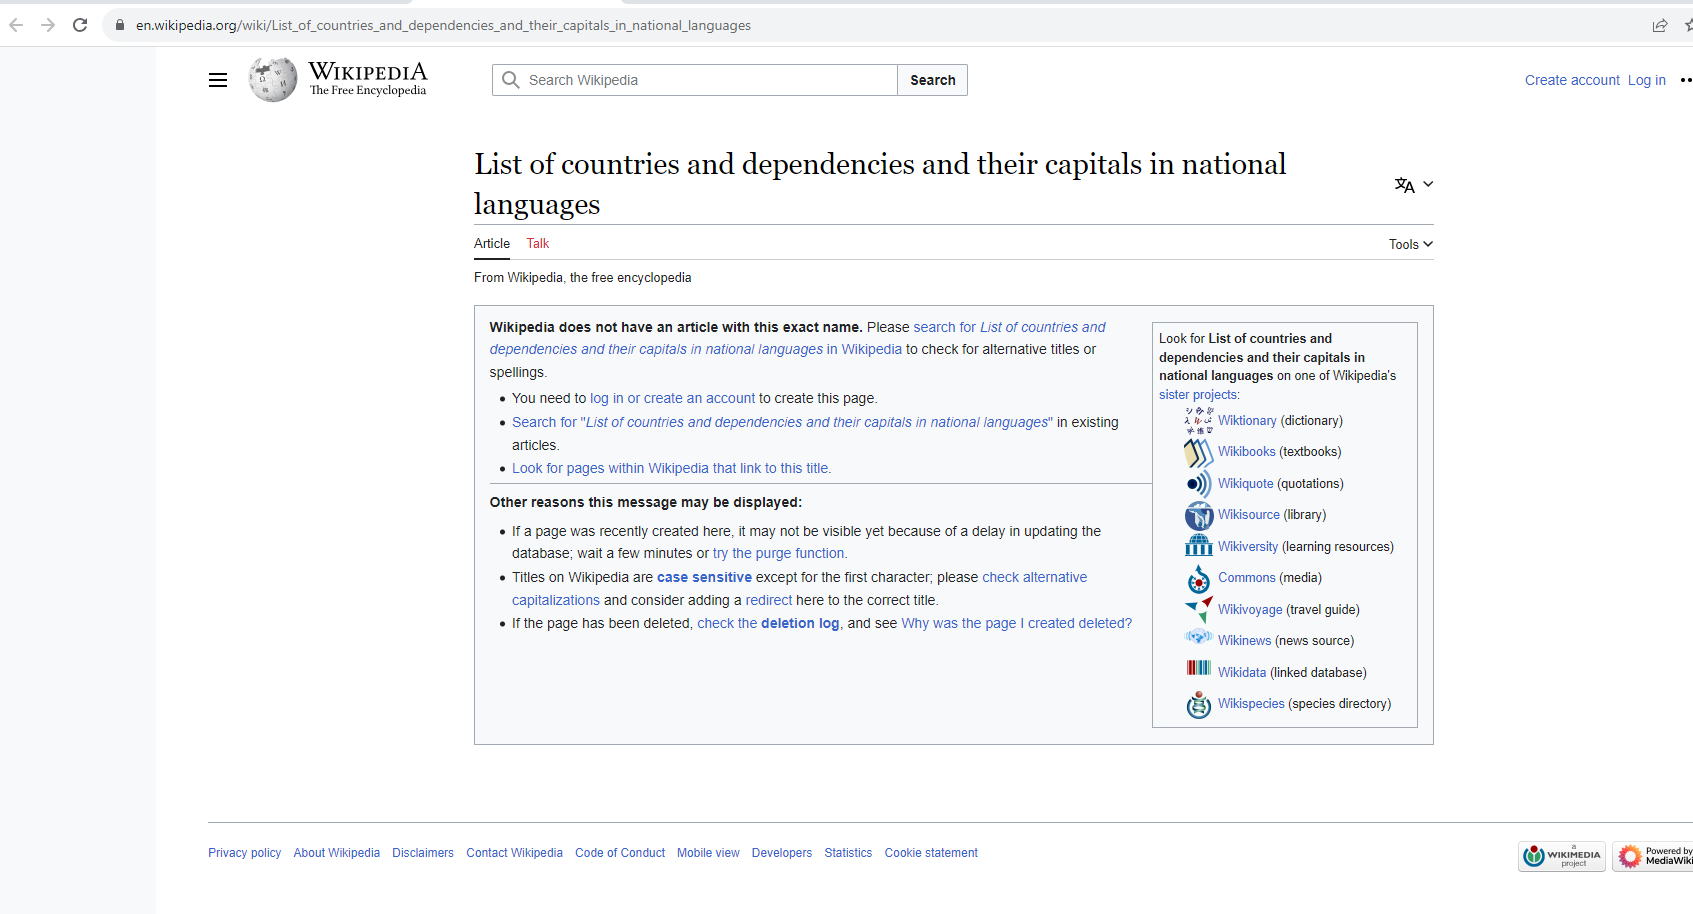 en.wikipedia.org/wiki/List_of_countries_and_dependencies_and_their_capitals_in_national_languages
WIKIPEDIA
The Free Encyclopedia
Search Wikipedia
Search
Create account Log in
List of countries and dependencies and their capitals in national
languages
Article Talk
Tools
From Wikipedia, the free encyclopedia
Wikipedia does not have an article with this exact name. Please search for List of countries and
dependencies and their capitals in national languages in Wikipedia to check for alternative titles or
spellings.
• You need to log in or create an account to create this page.
• Search for "List of countries and dependencies and their capitals in national languages" in existing
articles.
• Look for pages within Wikipedia that link to this title.
Other reasons this message may be displayed:
• If a page was recently created here, it may not be visible yet because of a delay in updating the
database; wait a few minutes or try the purge function.
• Titles on Wikipedia are case sensitive except for the first character; please check alternative
capitalizations and consider adding a redirect here to the correct title.
• If the page has been deleted, check the deletion log, and see Why was the page I created deleted?
Look for List of countries and
dependencies and their capitals in
national languages on one of Wikipedia's
sister projects:
Wiktionary (dictionary)
Wikibooks (textbooks)
Wikiquote (quotations)
Wikisource (library)
Wikiversity (learning resources)
Commons (media)
Wikivoyage (travel guide)
Wikinews (news source)
Wikidata (linked database)
Wikispecies (species directory)
Privacy policy About Wikipedia Disclaimers Contact Wikipedia Code of Conduct Mobile view Developers Statistics Cookie statement
a
WIKIMEDIA
project
Powered by
MediaWiki